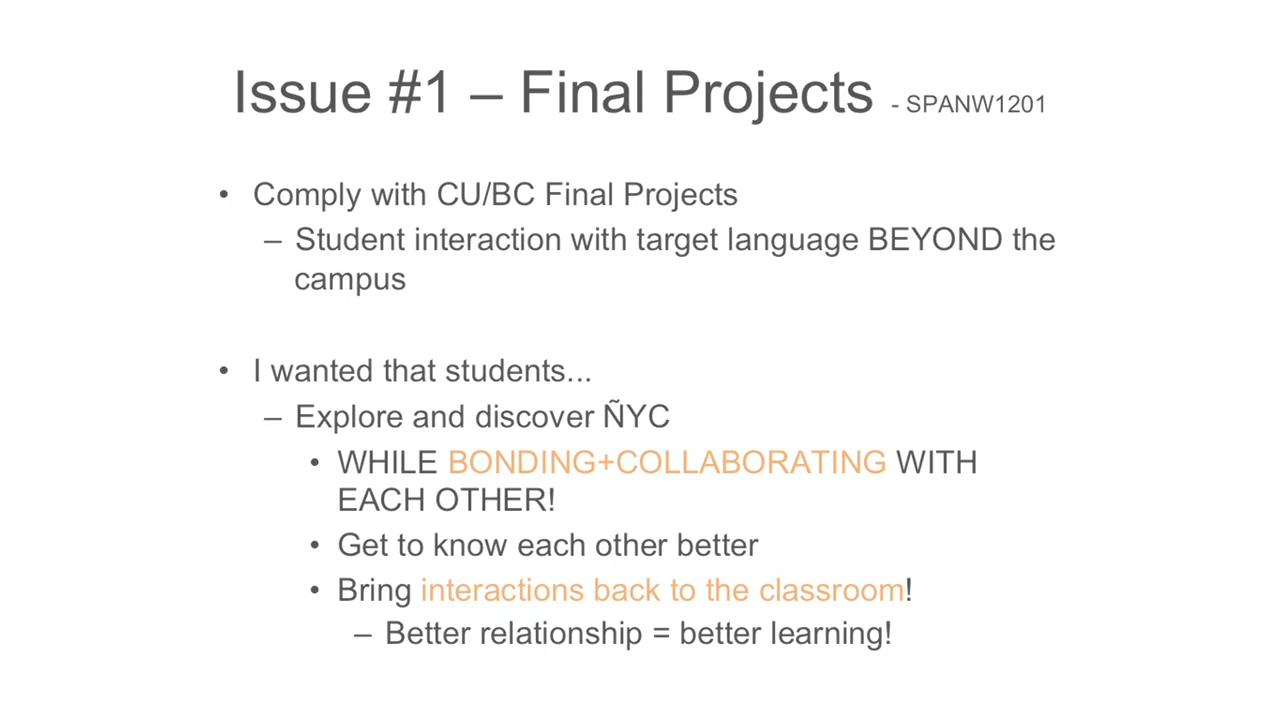 Issue #1 – Final Projects - SPANW1201
• Comply with CU/BC Final Projects
– Student interaction with target language BEYOND the
campus
• I wanted that students...
– Explore and discover ÑYC
• WHILE BONDING+COLLABORATING WITH
EACH OTHER!
• Get to know each other better
• Bring interactions back to the classroom!
– Better relationship = better learning!